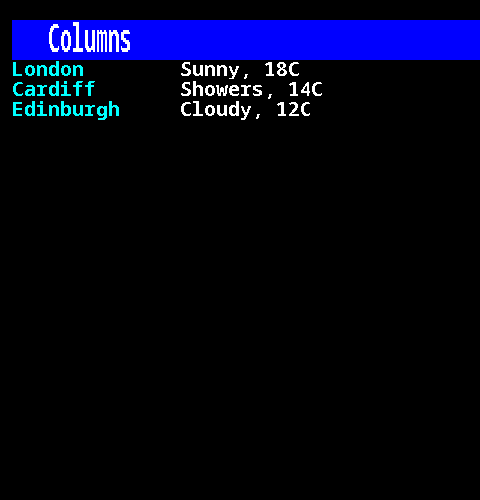 Columns
London Sunny, 18C
Cardiff Showers, 14C
Edinburgh Cloudy, 12C